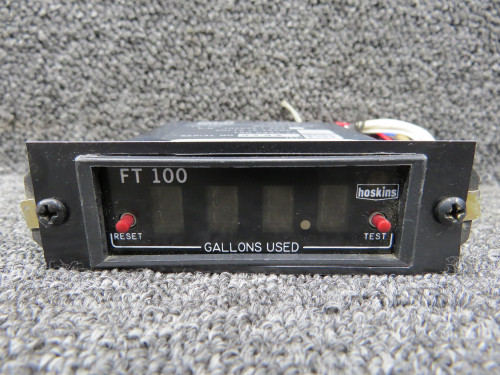 FT 100
hoskins
RESET
TEST
GALLONS USED